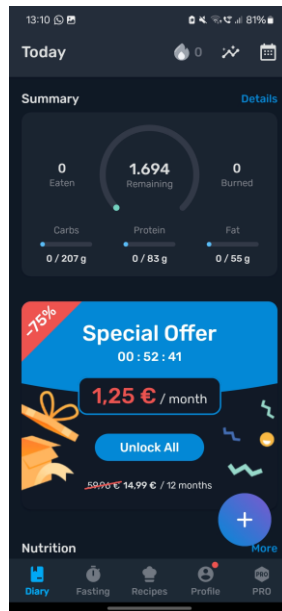 13:10
81%
Today
0
Summary
Details
0
Eaten
1.694
Remaining
0
Burned
Carbs
Protein
Fat
0 / 207 g
0 / 83 g
0 / 55 g
-75%
Special Offer
00 : 52 : 41
1,25 € / month
Unlock All
59,96 € 14,99 € / 12 months
+
Nutrition
More
Diary
Fasting
Recipes
Profile
PRO
PRO